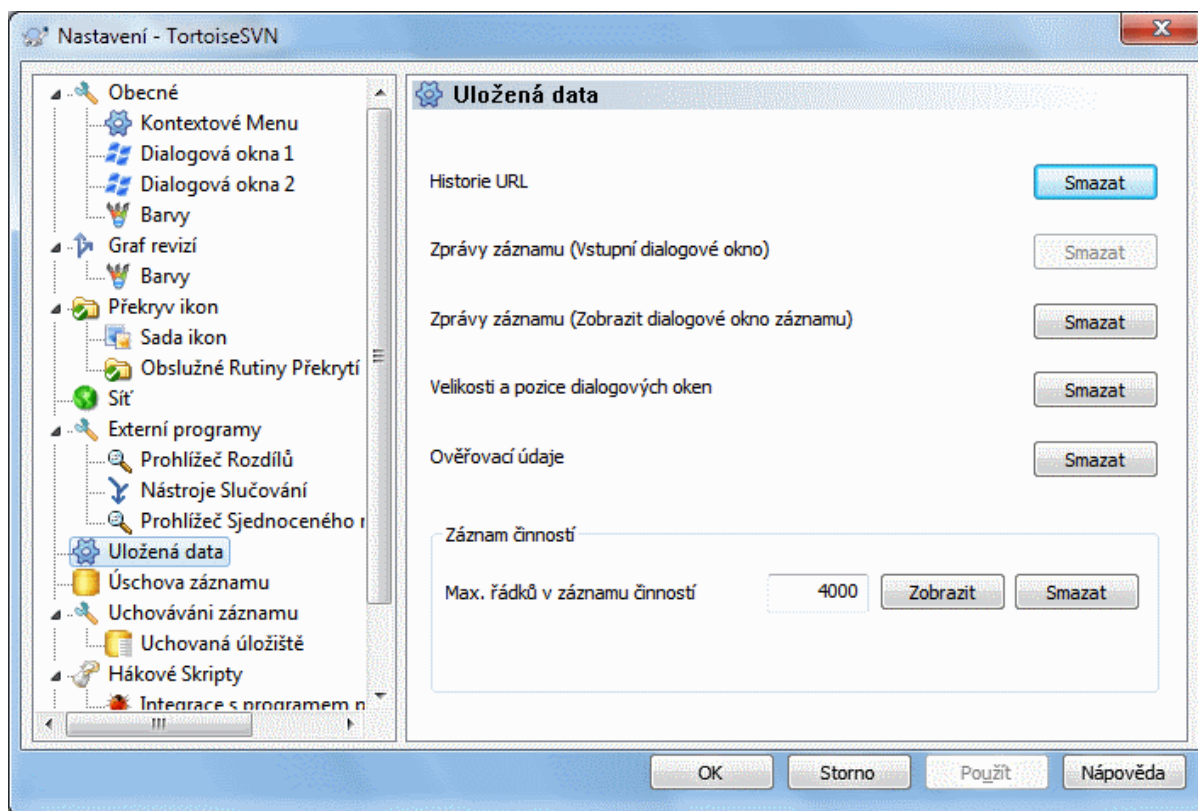 Nastavení - TortoiseSVN
Obecné
Kontextové Menu
Dialogová okna 1
Dialogová okna 2
Barvy
Graf revizí
Barvy
Překryv ikon
Sada ikon
Obslužné Rutiny Překrytí
Síť
Externí programy
Prohlížeč Rozdílů
Nástroje Slučování
Prohlížeč Sjednoceného
Uložená data
Úschova záznamu
Uchováváni záznamu
Uchovaná úložiště
Hákové Skripty
Integrace s programem
Uložená data
Historie URL
Smazat
Zprávy záznamu (Vstupní dialogové okno)
Smazat
Zprávy záznamu (Zobrazit dialogové okno záznamu)
Smazat
Velikosti a pozice dialogových oken
Smazat
Ověřovací údaje
Smazat
Záznam činností
Max. řádků v záznamu činností 4000 Zobrazit Smazat
OK Storno Použít Nápověda